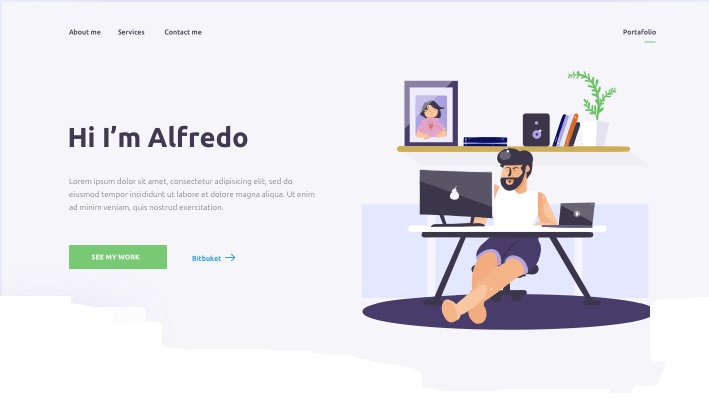 About me Services Contact me Portafolio
Hi I'm Alfredo
Lorem ipsum dolor sit amet, consectetur adipisicing elit, sed do
eiusmod tempor incididunt ut labore et dolore magna aliqua. Ut enim
ad minim veniam, quis nostrud exercitation.
SEE MY WORK Bitbuket